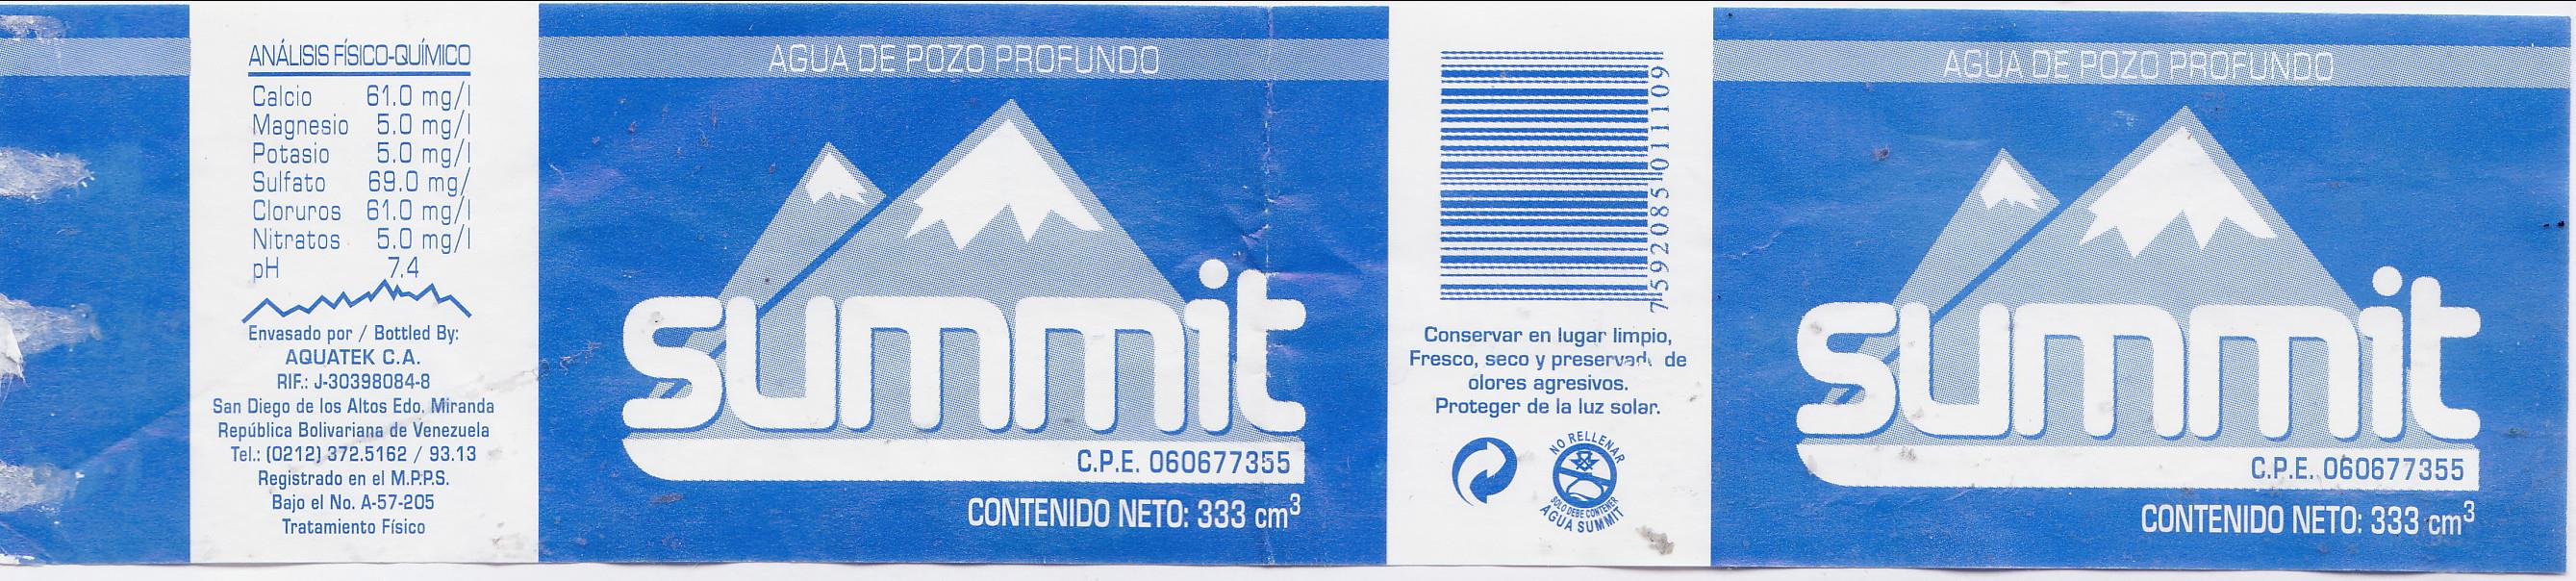 ANÁLISIS FÍSICO-QUÍMICO
Calcio 61.0 mg/l
Magnesio 5.0 mg/l
Potasio 5.0 mg/l
Sulfato 69.0 mg/
Cloruros 61.0 mg/l
Nitratos 5.0 mg/l
pH 7.4
Envasado por / Bottled By:
AQUATEK C.A.
RIF.: J-30398084-8
San Diego de los Altos Edo. Miranda
República Bolivariana de Venezuela
Tel.: (0212) 372.5162 / 93.13
Registrado en el M.P.P.S.
Bajo el No. A-57-205
Tratamiento Físico
AGUA DE POZO PROFUNDO
summit
C.P.E. 060677355
CONTENIDO NETO: 333 cm³
7592085011109
Conservar en lugar limpio,
Fresco, seco y de
olores agresivos.
Proteger de la luz solar.
NO RELLENAR
SOLO DEBE CONTENER
AGUA SUMMIT
AGUA DE POZO PROFUNDO
summit
C.P.E. 060677355
CONTENIDO NETO: 333 cm³